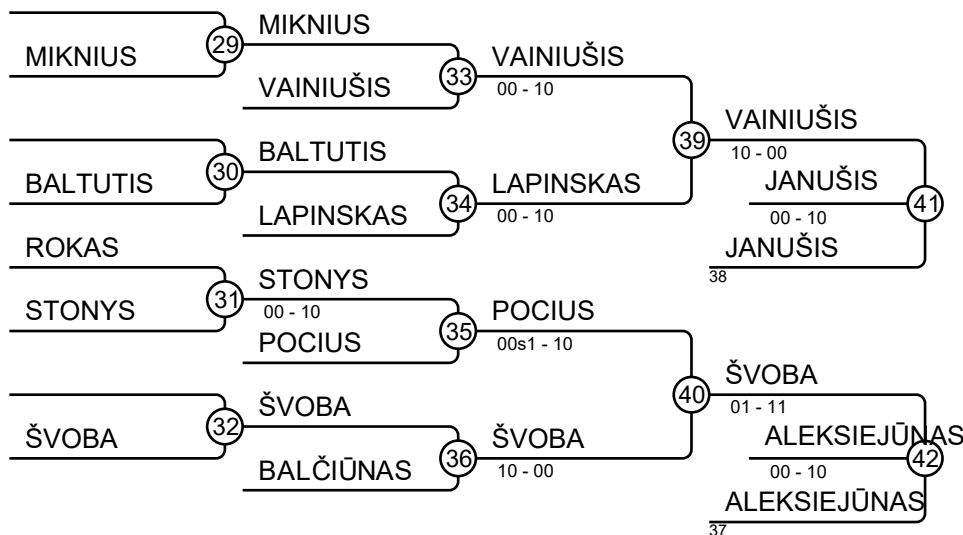 MIKNIUS
29
MIKNIUS
VAINIUŠIS
33
VAINIUŠIS
00 - 10
BALTUTIS
30
BALTUTIS
LAPINSKAS
34
LAPINSKAS
00 - 10
39
VAINIUŠIS
10 - 00
JANUŠIS
00 - 10
41
JANUŠIS
38
ROKAS
STONYS
31
STONYS
00 - 10
POCIUS
35
POCIUS
00s1 - 10
ŠVOBA
32
ŠVOBA
BALČIŪNAS
36
ŠVOBA
10 - 00
40
ŠVOBA
01 - 11
ALEKSIEJŪNAS
00 - 10
42
ALEKSIEJŪNAS
37